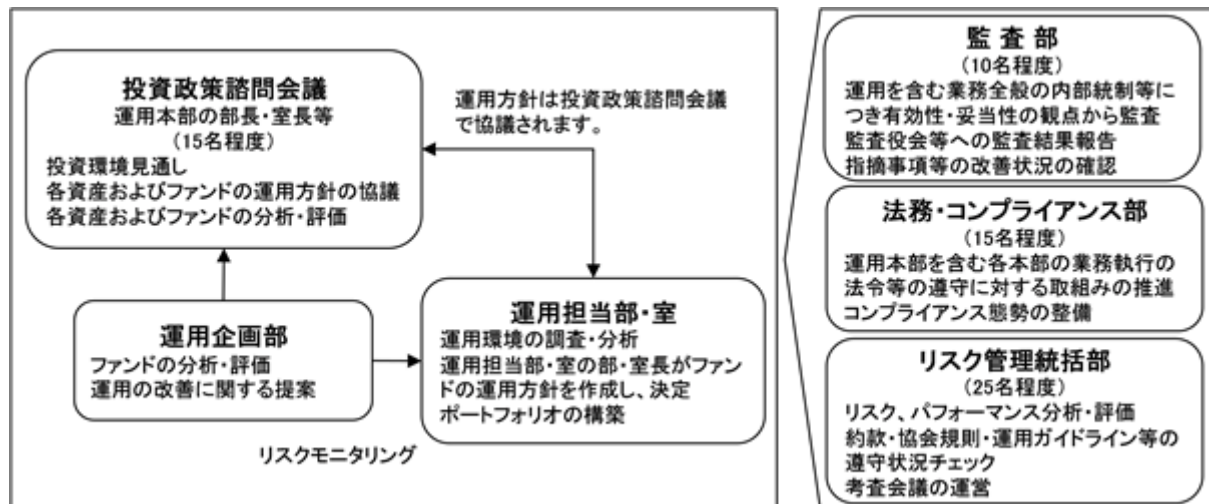 投資政策諮問会議
運用本部の部長・室長等
(15名程度)
投資環境見通し
各資産およびファンドの運用方針の協議
各資産およびファンドの分析・評価
運用方針は投資政策諮問会議
で協議されます。
運用企画部
ファンドの分析・評価
運用の改善に関する提案
運用担当部・室
運用環境の調査・分析
運用担当部・室の部・室長がファン
ドの運用方針を作成し、決定
ポートフォリオの構築
リスクモニタリング
監 査 部
(10名程度)
運用を含む業務全般の内部統制等に
つき有効性・妥当性の観点から監査
監査役会等への監査結果報告
指摘事項等の改善状況の確認
法務・コンプライアンス部
(15名程度)
運用本部を含む各本部の業務執行の
法令等の遵守に対する取組みの推進
コンプライアンス態勢の整備
リスク管理統括部
(25名程度)
リスク、パフォーマンス分析・評価
約款・協会規則・運用ガイドライン等の
遵守状況チェック
考査会議の運営